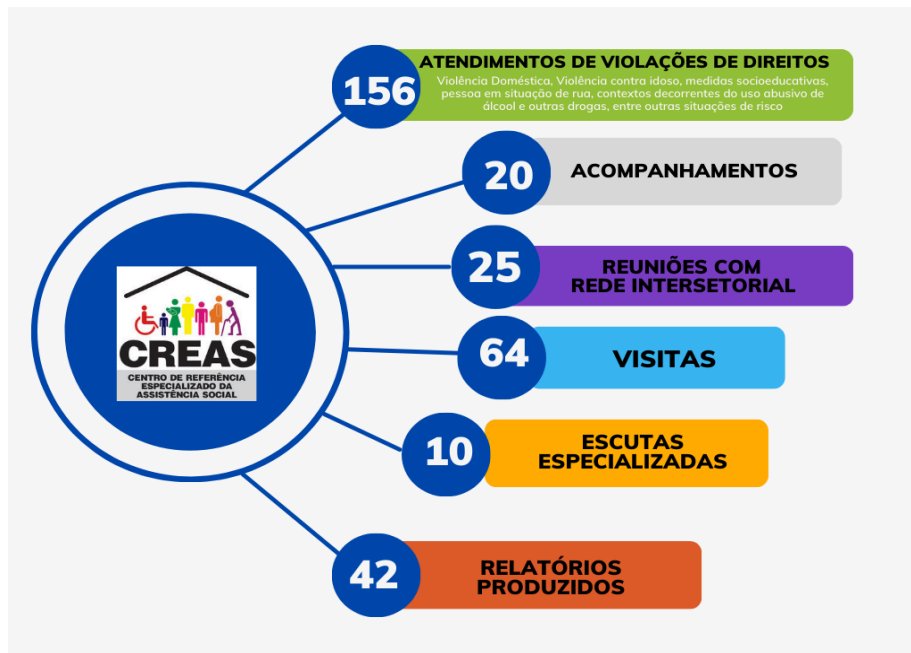 156
ATENDIMENTOS DE VIOLAÇÕES DE DIREITOS
Violência Doméstica, Violência contra idoso, medidas socioeducativas,
pessoa em situação de rua, contextos decorrentes do uso abusivo de
álcool e outras drogas, entre outras situações de risco
20
ACOMPANHAMENTOS
25
REUNIÕES COM
REDE INTERSETORIAL
CREAS
CENTRO DE REFERÊNCIA
ESPECIALIZADO DA
ASSISTÊNCIA SOCIAL
64
VISITAS
10
ESCUTAS
ESPECIALIZADAS
42
RELATÓRIOS
PRODUZIDOS